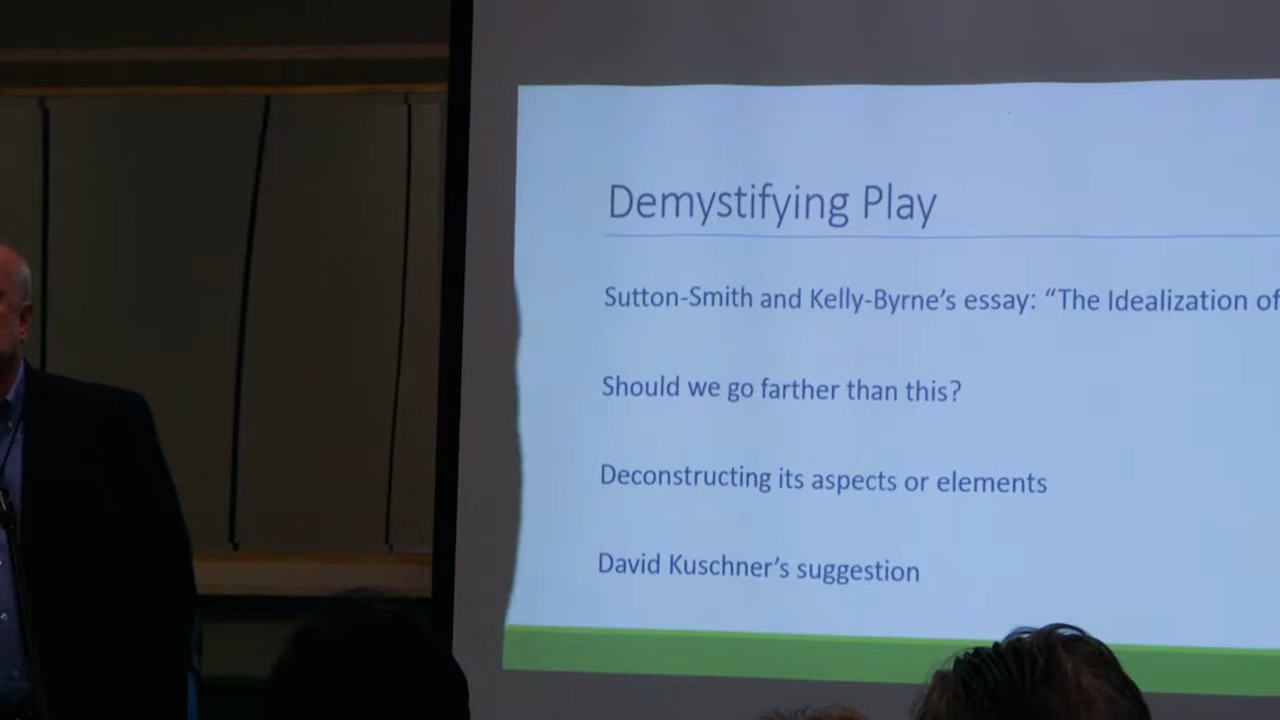 Demystifying Play
Sutton-Smith and Kelly-Byrne's essay: “The Idealization of
Should we go farther than this?
Deconstructing its aspects or elements
David Kuschner's suggestion